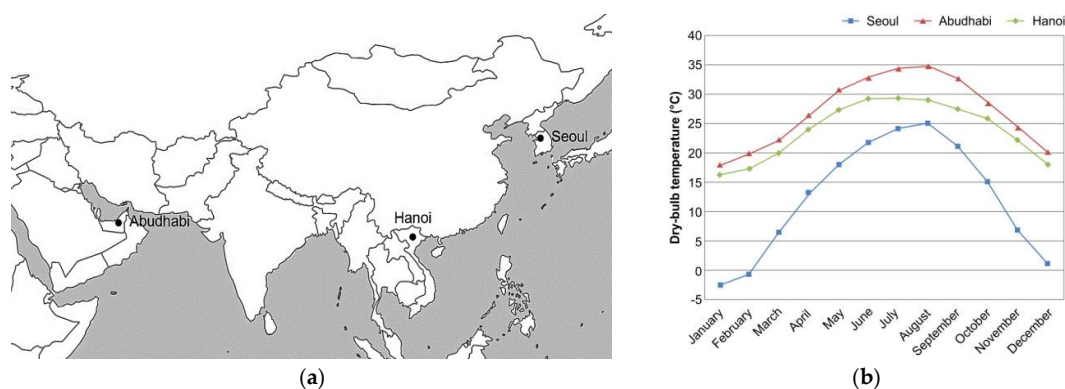 Seoul
Abudhabi
Hanoi
(a)
Seoul Abudhabi Hanoi
Dry-bulb temperature (°C)
40
35
30
25
20
15
10
5
0
-5
January
February
March
April
May
June
July
August
September
October
November
December
(b)